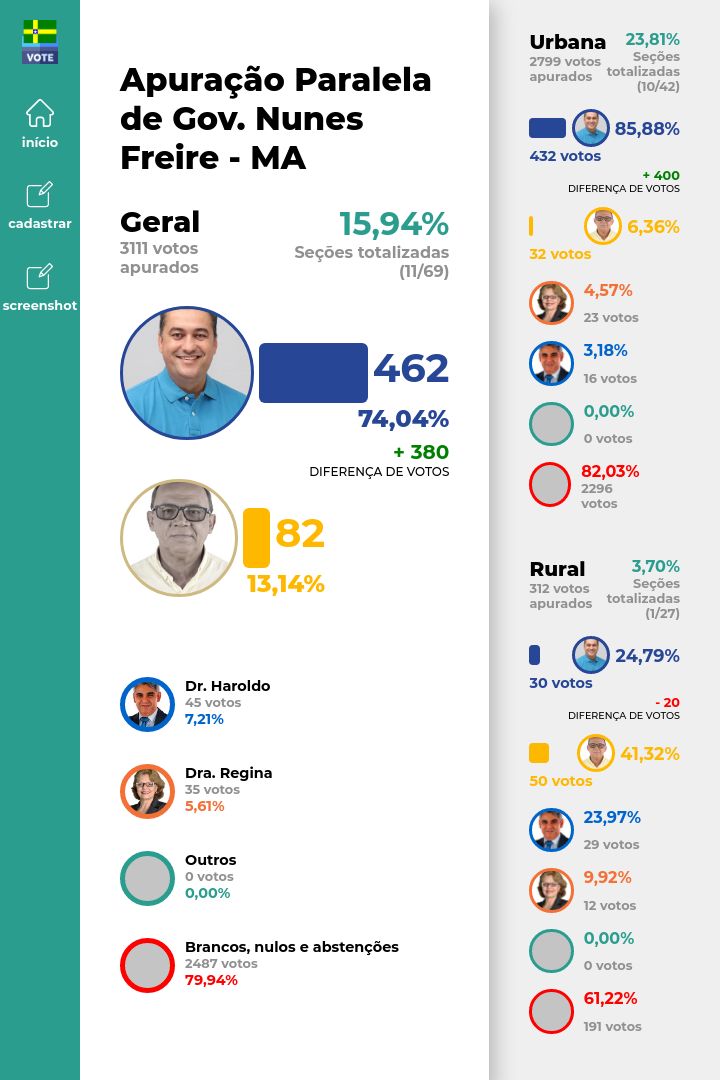 VOTE
início
cadastrar
screenshot
Apuração Paralela
de Gov. Nunes
Freire - MA
Geral
3111 votos
apurados
15,94%
Seções totalizadas
(11/69)
462
74,04%
+ 380
DIFERENÇA DE VOTOS
82
13,14%
Dr. Haroldo
45 votos
7,21%
Dra. Regina
35 votos
5,61%
Outros
0 votos
0,00%
Brancos, nulos e abstenções
2487 votos
79,94%
Urbana
2799 votos
apurados
23,81%
Seções
totalizadas
(10/42)
85,88%
432 votos
+ 400
DIFERENÇA DE VOTOS
6,36%
32 votos
4,57%
23 votos
3,18%
16 votos
0,00%
0 votos
82,03%
2296
votos
Rural
312 votos
apurados
3,70%
Seções
totalizadas
(1/27)
24,79%
30 votos
- 20
DIFERENÇA DE VOTOS
41,32%
50 votos
23,97%
29 votos
9,92%
12 votos
0,00%
0 votos
61,22%
191 votos